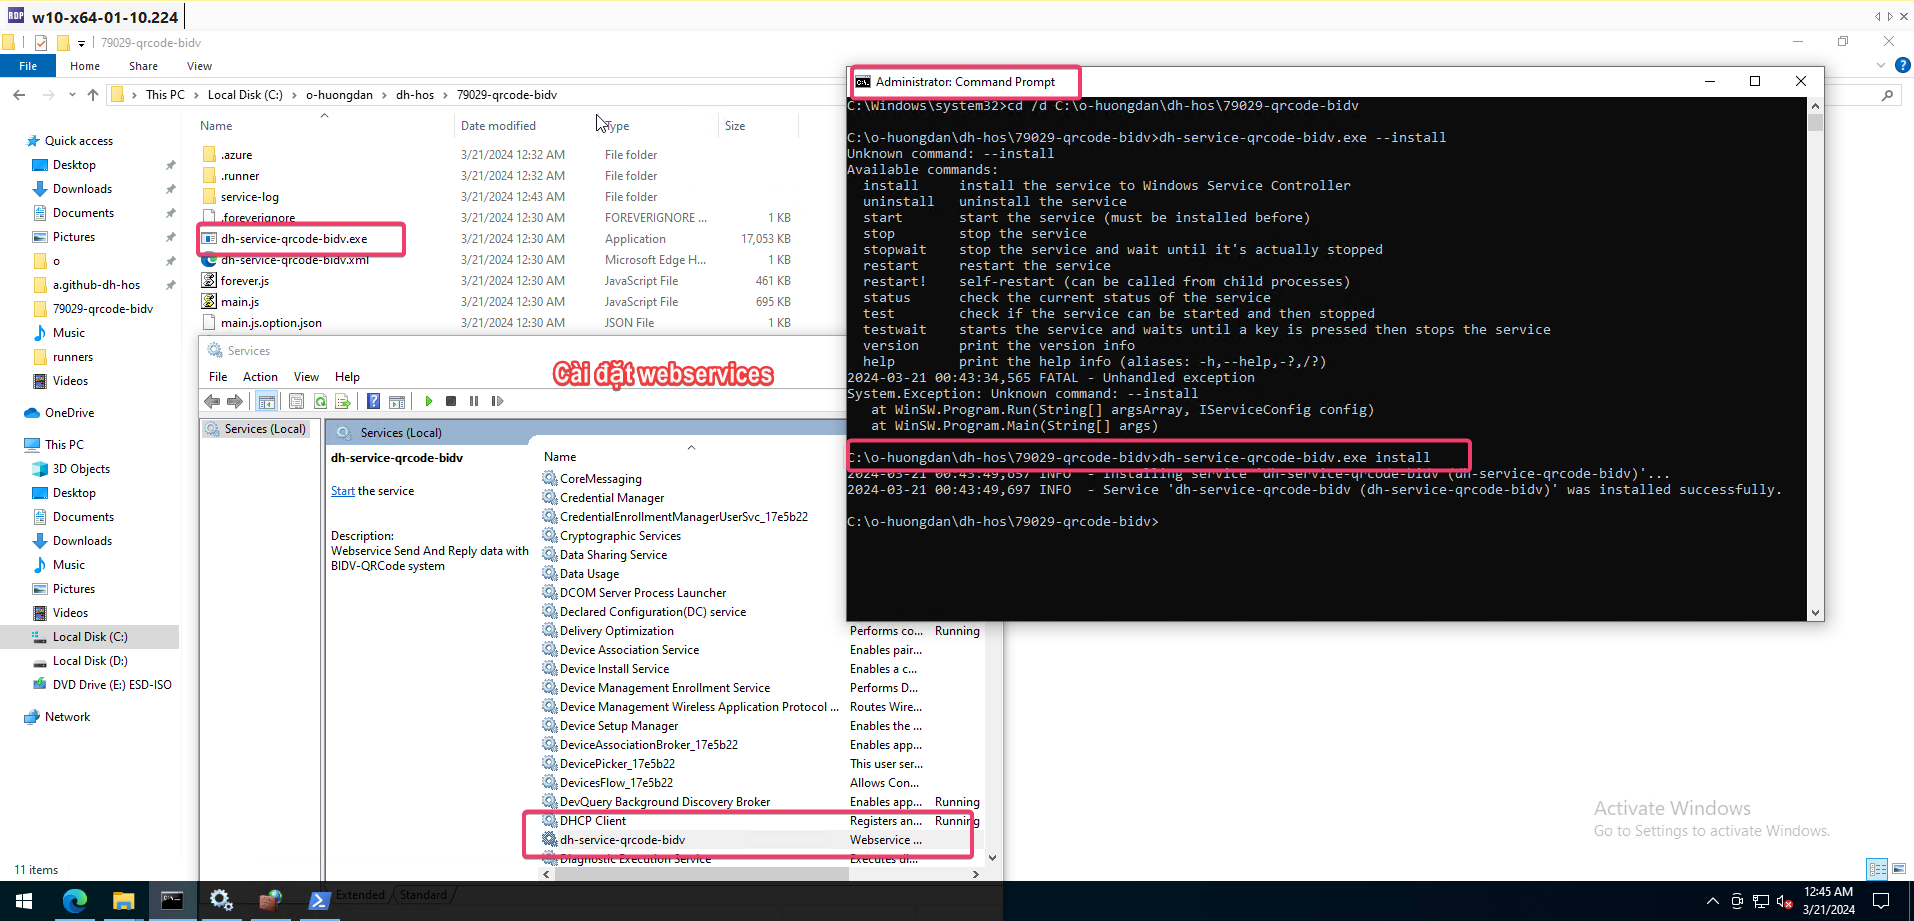 w10-x64-01-10.224
79029-qrcode-bidv
File Home Share View
This PC > Local Disk (C:) > o-huongdan > dh-hos > 79029-qrcode-bidv
Name Date modified Type Size
Quick access
Desktop
Downloads
Documents
Pictures
o
a.github-dh-hos
79029-qrcode-bidv
Music
runners
Videos
OneDrive
This PC
3D Objects
Desktop
Documents
Downloads
Music
Pictures
Videos
Local Disk (C:)
Local Disk (D:)
DVD Drive (E:) ESD-ISO
Network
11 items
.azure 3/21/2024 12:32 AM File folder
.runner 3/21/2024 12:32 AM File folder
service-log 3/21/2024 12:43 AM File folder
.foreverignore 3/21/2024 12:30 AM FOREVERIGNORE ... 1 KB
dh-service-qrcode-bidv.exe 3/21/2024 12:30 AM Application 17,053 KB
dh-service-qrcode-bidv.xml 3/21/2024 12:30 AM Microsoft Edge H... 1 KB
forever.js 3/21/2024 12:30 AM JavaScript File 461 KB
main.js 3/21/2024 12:30 AM JavaScript File 695 KB
main.js.option.json 3/21/2024 12:30 AM JSON File 1 KB
Services
File Action View Help
Cài đặt webservices
Services (Local)
Services (Local)
dh-service-qrcode-bidv
Start the service
Description:
Webservice Send And Reply data with
BIDV-QRCode system
Name
CoreMessaging
Credential Manager
CredentialEnrollmentManagerUserSvc_17e5b22
Cryptographic Services
Data Sharing Service
Data Usage
DCOM Server Process Launcher
Declared Configuration(DC) service
Delivery Optimization Performs co... Running
Device Association Service Enables pair...
Device Install Service Enables a c...
Device Management Enrollment Service Performs D...
Device Management Wireless Application Protocol ... Routes Wire...
Device Setup Manager Enables the ...
DeviceAssociationBroker_17e5b22 Enables app...
DevicePicker_17e5b22 This user ser...
DevicesFlow_17e5b22 Allows Con...
DevQuery Background Discovery Broker Enables app... Running
DHCP Client Registers an... Running
dh-service-qrcode-bidv Webservice ...
Diagnostic Execution Service Executes di...
Extended Standard
Administrator: Command Prompt
C:\Windows\system32>cd /d C:\o-huongdan\dh-hos\79029-qrcode-bidv
C:\o-huongdan\dh-hos\79029-qrcode-bidv>dh-service-qrcode-bidv.exe --install
Unknown command: --install
Available commands:
install install the service to Windows Service Controller
uninstall uninstall the service
start start the service (must be installed before)
stop stop the service
stopwait stop the service and wait until it's actually stopped
restart restart the service
restart! self-restart (can be called from child processes)
status check the current status of the service
test check if the service can be started and then stopped
testwait starts the service and waits until a key is pressed then stops the service
version print the version info
help print the help info (aliases: -h,--help,-?,/?)
2024-03-21 00:43:34,565 FATAL - Unhandled exception
System.Exception: Unknown command: --install
at WinSW.Program.Run(String[] argsArray, IServiceConfig config)
at WinSW.Program.Main(String[] args)
C:\o-huongdan\dh-hos\79029-qrcode-bidv>dh-service-qrcode-bidv.exe install
2024-03-21 00:43:49,637 INFO - Installing service 'dh-service-qrcode-bidv (dh-service-qrcode-bidv)'...
2024-03-21 00:43:49,697 INFO - Service 'dh-service-qrcode-bidv (dh-service-qrcode-bidv)' was installed successfully.
C:\o-huongdan\dh-hos\79029-qrcode-bidv>
Activate Windows
Go to Settings to activate Windows.
12:45 AM
3/21/2024